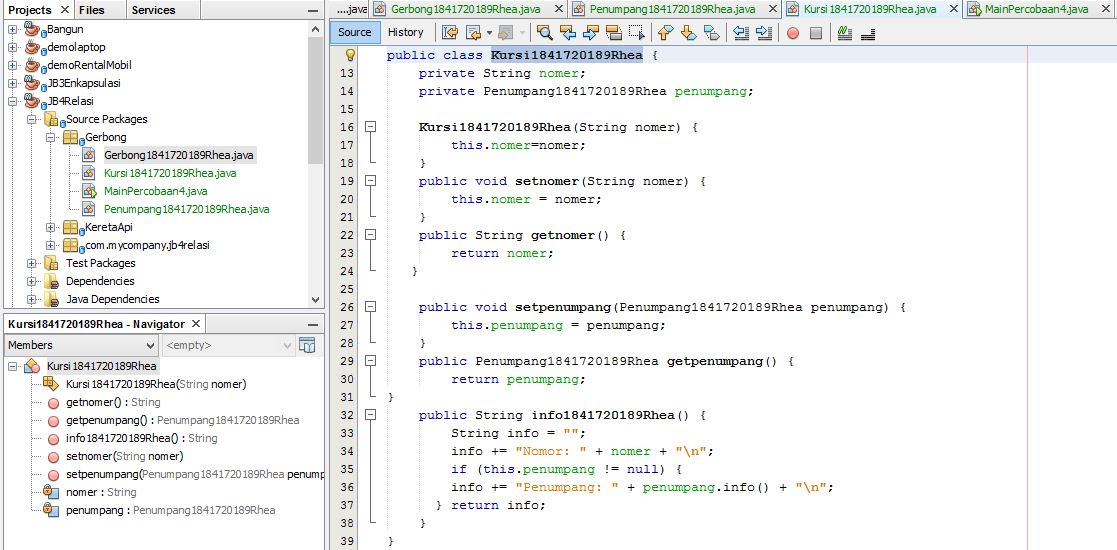 Projects × Files Services
Bangun
demolaptop
demoRentalMobil
JB3Enkapsulasi
JB4Relasi
Source Packages
Gerbong
Gerbong1841720189Rhea.java
Kursi1841720189Rhea.java
MainPercobaan4.java
Penumpang1841720189Rhea.java
KeretaApi
com.mycompany.jb4relasi
Test Packages
Dependencies
Java Dependencies
Kursi1841720189Rhea - Navigator ×
Members <empty>
Kursi1841720189Rhea
Kursi1841720189Rhea(String nomer)
getnomer() : String
getpenumpang() : Penumpang1841720189Rhea
info1841720189Rhea() : String
setnomer(String nomer)
setpenumpang(Penumpang1841720189Rhea penump
nomer : String
penumpang : Penumpang1841720189Rhea
....java Gerbong1841720189Rhea.java × Penumpang1841720189Rhea.java × Kursi1841720189Rhea.java × MainPercobaan4.java ×
Source History
public class Kursi1841720189Rhea {
13 private String nomer;
14 private Penumpang1841720189Rhea penumpang;
15
16 Kursi1841720189Rhea(String nomer) {
17 this.nomer=nomer;
18 }
19 public void setnomer(String nomer) {
20 this.nomer = nomer;
21 }
22 public String getnomer() {
23 return nomer;
24 }
25
26 public void setpenumpang(Penumpang1841720189Rhea penumpang) {
27 this.penumpang = penumpang;
28 }
29 public Penumpang1841720189Rhea getpenumpang() {
30 return penumpang;
31 }
32 public String info1841720189Rhea() {
33 String info = "";
34 info += "Nomor: " + nomer + "\n";
35 if (this.penumpang != null) {
36 info += "Penumpang: " + penumpang.info() + "\n";
37 } return info;
38 }
39 }